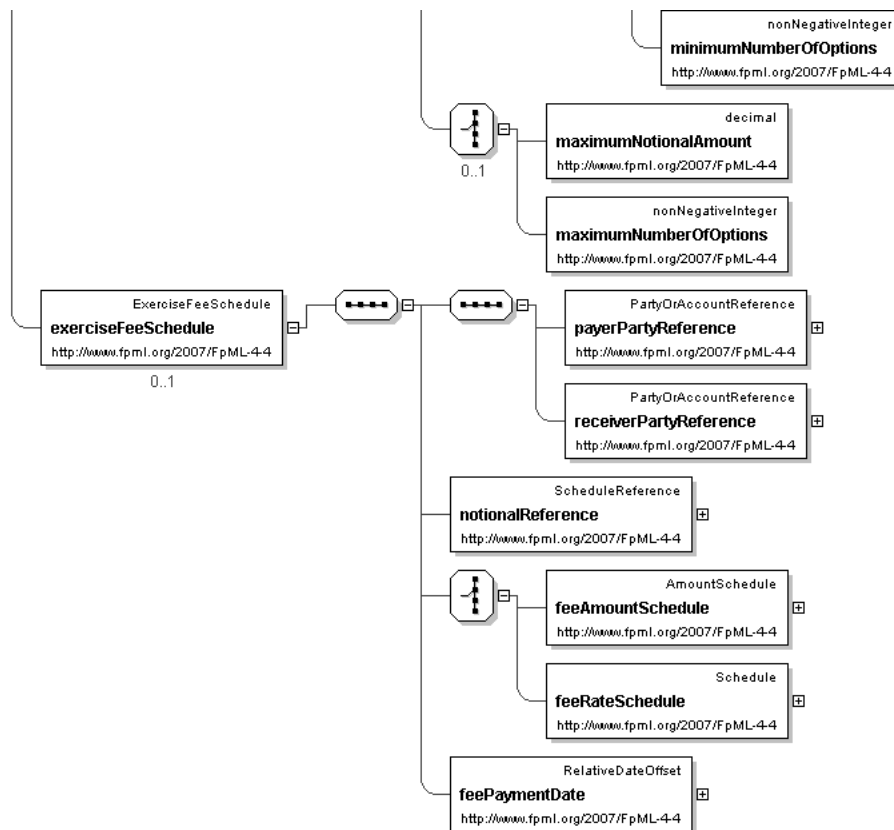 nonNegativeInteger
minimumNumberOfOptions
http://www.fpml.org/2007/FpML-4-4
decimal
maximumNotionalAmount
http://www.fpml.org/2007/FpML-4-4
0..1
nonNegativeInteger
maximumNumberOfOptions
http://www.fpml.org/2007/FpML-4-4
ExerciseFeeSchedule
exerciseFeeSchedule
http://www.fpml.org/2007/FpML-4-4
0..1
PartyOrAccountReference
payerPartyReference
http://www.fpml.org/2007/FpML-4-4
PartyOrAccountReference
receiverPartyReference
http://www.fpml.org/2007/FpML-4-4
ScheduleReference
notionalReference
http://www.fpml.org/2007/FpML-4-4
AmountSchedule
feeAmountSchedule
http://www.fpml.org/2007/FpML-4-4
Schedule
feeRateSchedule
http://www.fpml.org/2007/FpML-4-4
RelativeDateOffset
feePaymentDate
http://www.fpml.org/2007/FpML-4-4